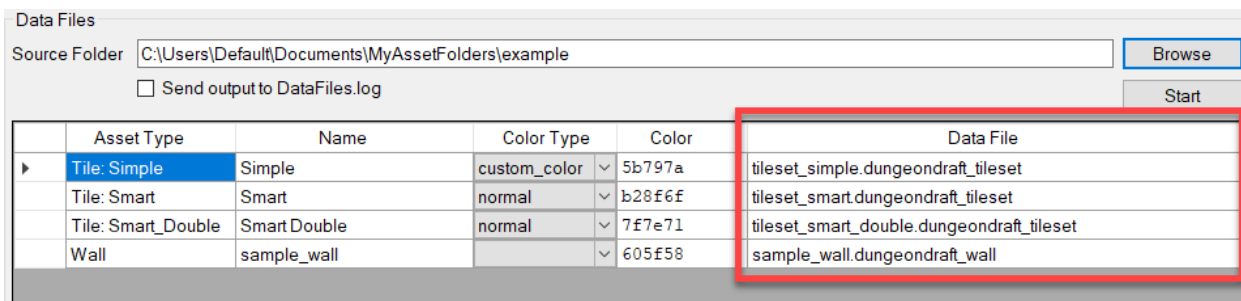 Data Files
Source Folder C:\Users\Default\Documents\MyAssetFolders\example Browse
Send output to DataFiles.log Start
Asset Type Name Color Type Color Data File
Tile: Simple Simple custom_color 5b797a tileset_simple.dungeondraft_tileset
Tile: Smart Smart normal b28f6f tileset_smart.dungeondraft_tileset
Tile: Smart_Double Smart Double normal 7f7e71 tileset_smart_double.dungeondraft_tileset
Wall sample_wall 605f58 sample_wall.dungeondraft_wall